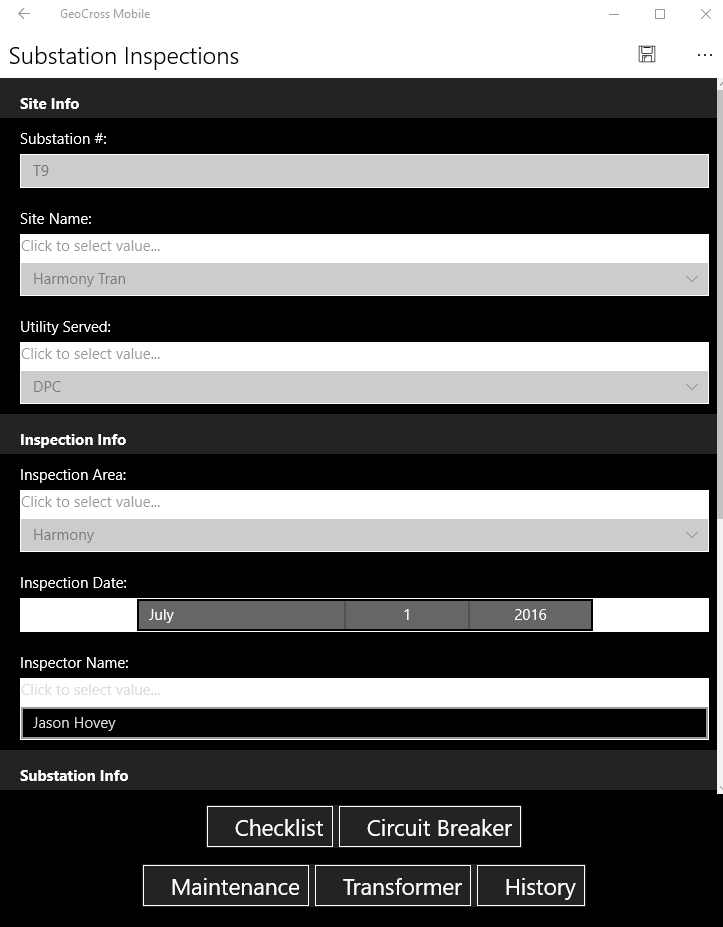 GeoCross Mobile
Substation Inspections
Site Info
Substation #:
T9
Site Name:
Click to select value...
Harmony Tran
Utility Served:
Click to select value...
DPC
Inspection Info
Inspection Area:
Click to select value...
Harmony
Inspection Date:
July 1 2016
Inspector Name:
Click to select value...
Jason Hovey
Substation Info
Checklist Circuit Breaker
Maintenance Transformer History